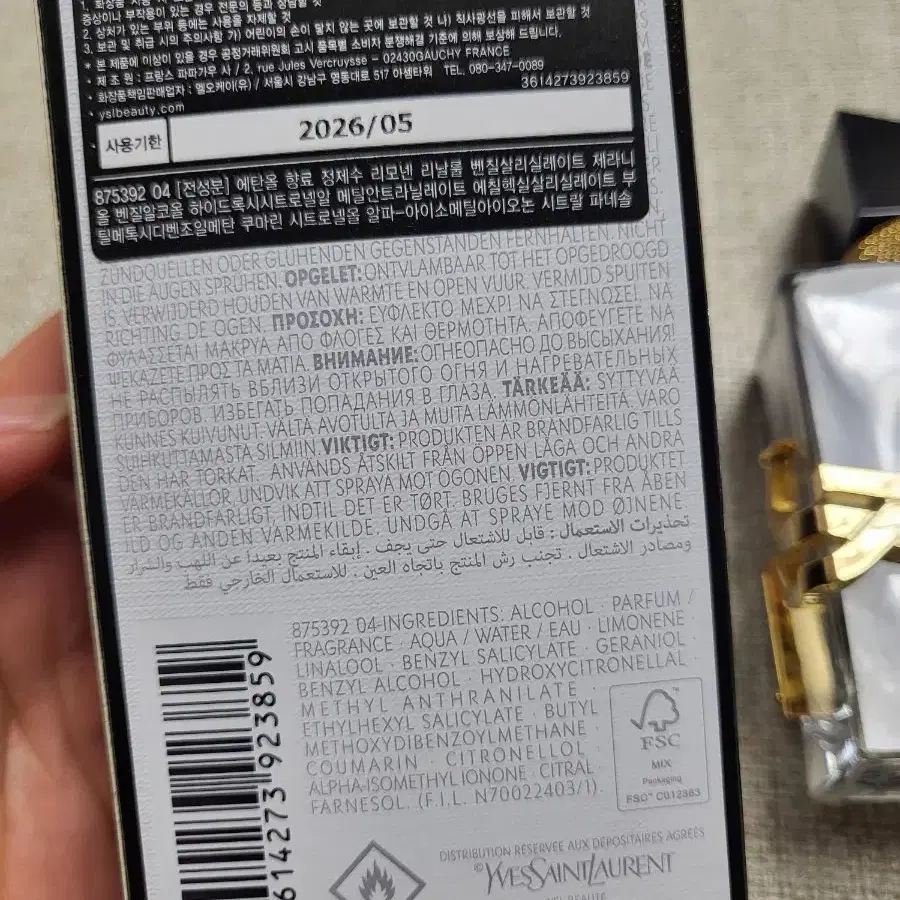 증상이나 부작용이 있는 경우 전문의 등과 상담할 것
2. 상처가 있는 부위 등에는 사용을 자제할 것
3. 보관 및 취급 시의 주의사항 가) 어린이의 손이 닿지 않는 곳에 보관할 것 나) 직사광선을 피해서 보관할 것
* 본 제품에 이상이 있을 경우 공정거래위원회 고시 품목별 소비자 분쟁해결 기준에 의해 보상해 드립니다.
• 제 조 원 : 프랑스 파파가우 사 / 2, rue Jules Vercruysse – 02430GAUCHY FRANCE
• 화장품책임판매업자 : 엘오케이(유) / 서울시 강남구 영동대로 517 아셈타워 TEL. 080-347-0089
• yslbeauty.com 3614273923859
사용기한 2026/05
875392 04 [전성분] 에탄올 향료 정제수 리모넨 리날룰 벤질살리실레이트 제라니
올 벤질알코올 하이드록시시트로넬알 메틸안트라닐레이트 에칠헥실살리실레이트 부
틸메톡시디벤조일메탄 쿠마린 시트로넬올 알파-아이소메틸아이오논 시트랄 파네솔
ZÜNDQUELLEN ODER GLÜHENDEN GEGENSTÄNDEN FERNHALTEN. NICHT
IN DIE AUGEN SPRÜHEN. OPGELET: ONTVLAMBAAR TOT HET OPGEDROOGD
IS. VERWIJDERD HOUDEN VAN WARMTE EN OPEN VUUR. VERMIJD SPUITEN
RICHTING DE OGEN. ΠΡΟΣΟΧΗ: ΕΥΦΛΕΚΤΟ ΜΕΧΡΙ ΝΑ ΣΤΕΓΝΩΣΕΙ. ΝΑ
ΦΥΛΑΣΣΕΤΑΙ ΜΑΚΡΥΑ ΑΠΟ ΦΛΟΓΕΣ ΚΑΙ ΘΕΡΜΟΤΗΤΑ. ΑΠΟΦΕΥΓΕΤΕ ΝΑ
ΨΕΚΑΖΕΤΕ ΠΡΟΣ ΤΑ ΜΑΤΙΑ. ВНИМАНИЕ: ОГНЕОПАСНО ДО ВЫСЫХАНИЯ!
НЕ РАСПЫЛЯТЬ ВБЛИЗИ ОТКРЫТОГО ОГНЯ И НАГРЕВАТЕЛЬНЫХ
ПРИБОРОВ. ИЗБЕГАТЬ ПОПАДАНИЯ В ГЛАЗА. TÄRKEÄÄ: SYTTYVÄÄ
KUNNES KUIVUNUT. VÄLTÄ AVOTULTA JA MUITA LÄMMÖNLÄHTEITÄ. VARO
SUIHKUTTAMASTA SILMIIN. VIKTIGT: PRODUKTEN ÄR BRANDFARLIG TILLS
DEN HAR TORKAT. ANVÄNDS ÅTSKILT FRÅN ÖPPEN LÅGA OCH ANDRA
VÄRMEKÄLLOR. UNDVIK ATT SPRAYA MOT ÖGONEN. VIGTIGT: PRODUKTET
ER BRANDFARLIGT INDTIL DET ER TØRT. BRUGES FJERNT FRA ÅBEN
ILD OG ANDEN VARMEKILDE. UNDGÅ AT SPRAYE MOD ØJNENE.
تحذيرات الاستعمال : قابل للاشتعال حتى يجف . إبقاء المنتج بعيدا عن اللهب والشرار
ومصادر الاشتعال . تجنب رش المنتج باتجاه العين . للاستعمال الخارجي فقط
875392 04-INGREDIENTS: ALCOHOL · PARFUM /
FRAGRANCE · AQUA / WATER / EAU · LIMONENE ·
LINALOOL · BENZYL SALICYLATE · GERANIOL ·
BENZYL ALCOHOL · HYDROXYCITRONELLAL ·
METHYL ANTHRANILATE ·
ETHYLHEXYL SALICYLATE · BUTYL
METHOXYDIBENZOYLMETHANE ·
COUMARIN · CITRONELLOL ·
ALPHA-ISOMETHYL IONONE · CITRAL ·
FARNESOL. (F.I.L. N70022403/1).
FSC
MIX
Packaging
FSC™ C012383
614273 923859
DISTRIBUTION RÉSERVÉE AUX DÉPOSITAIRES AGRÉÉS
© YVESSAINTLAURENT